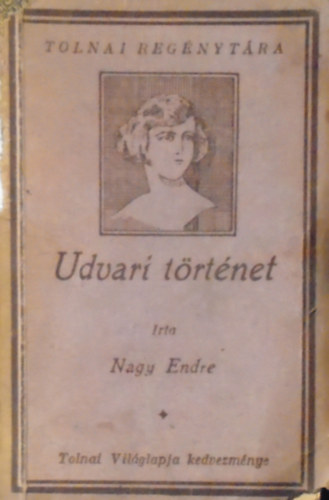 TOLNAI REGÉNYTÁRA
Udvari történet
Irta
Nagy Endre
Tolnai Világlapja kedvezménye